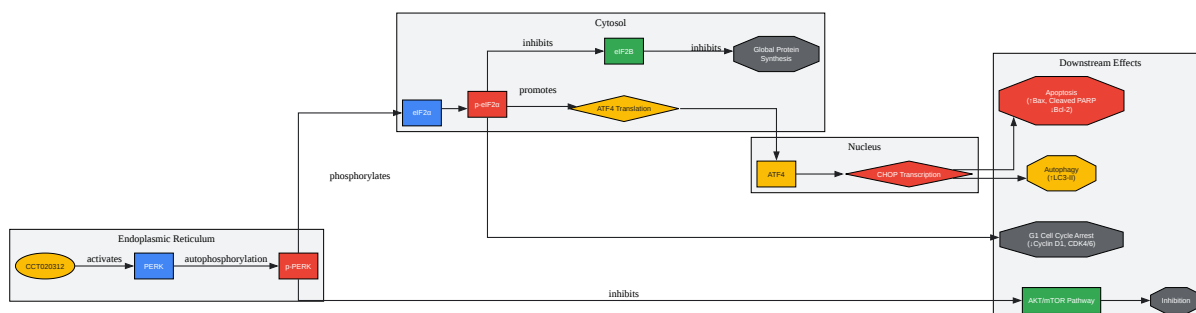 Cytosol
inhibits
eIF2B
inhibits
Global Protein
Synthesis
eIF2α
p-eIF2α
promotes
ATF4 Translation
Downstream Effects
Apoptosis
(↑Bax, Cleaved PARP
↓Bcl-2)
Nucleus
ATF4
CHOP Transcription
Autophagy
(↑LC3-II)
phosphorylates
G1 Cell Cycle Arrest
(↓Cyclin D1, CDK4/6)
Endoplasmic Reticulum
CCT020312
activates
PERK
autophosphorylation
p-PERK
inhibits
AKT/mTOR Pathway
Inhibition